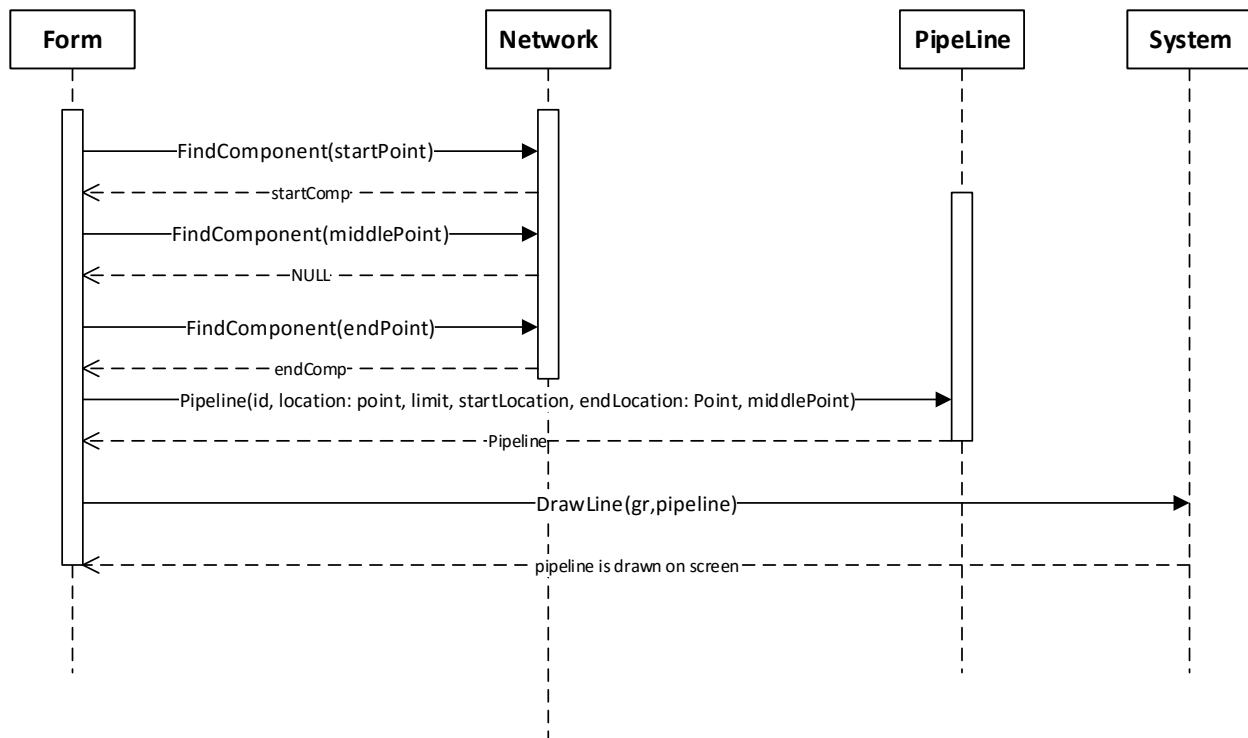 Form
Network
PipeLine
System
FindComponent(startPoint)
startComp
FindComponent(middlePoint)
NULL
FindComponent(endPoint)
endComp
Pipeline(id, location: point, limit, startLocation, endLocation: Point, middlePoint)
Pipeline
DrawLine(gr,pipeline)
pipeline is drawn on screen